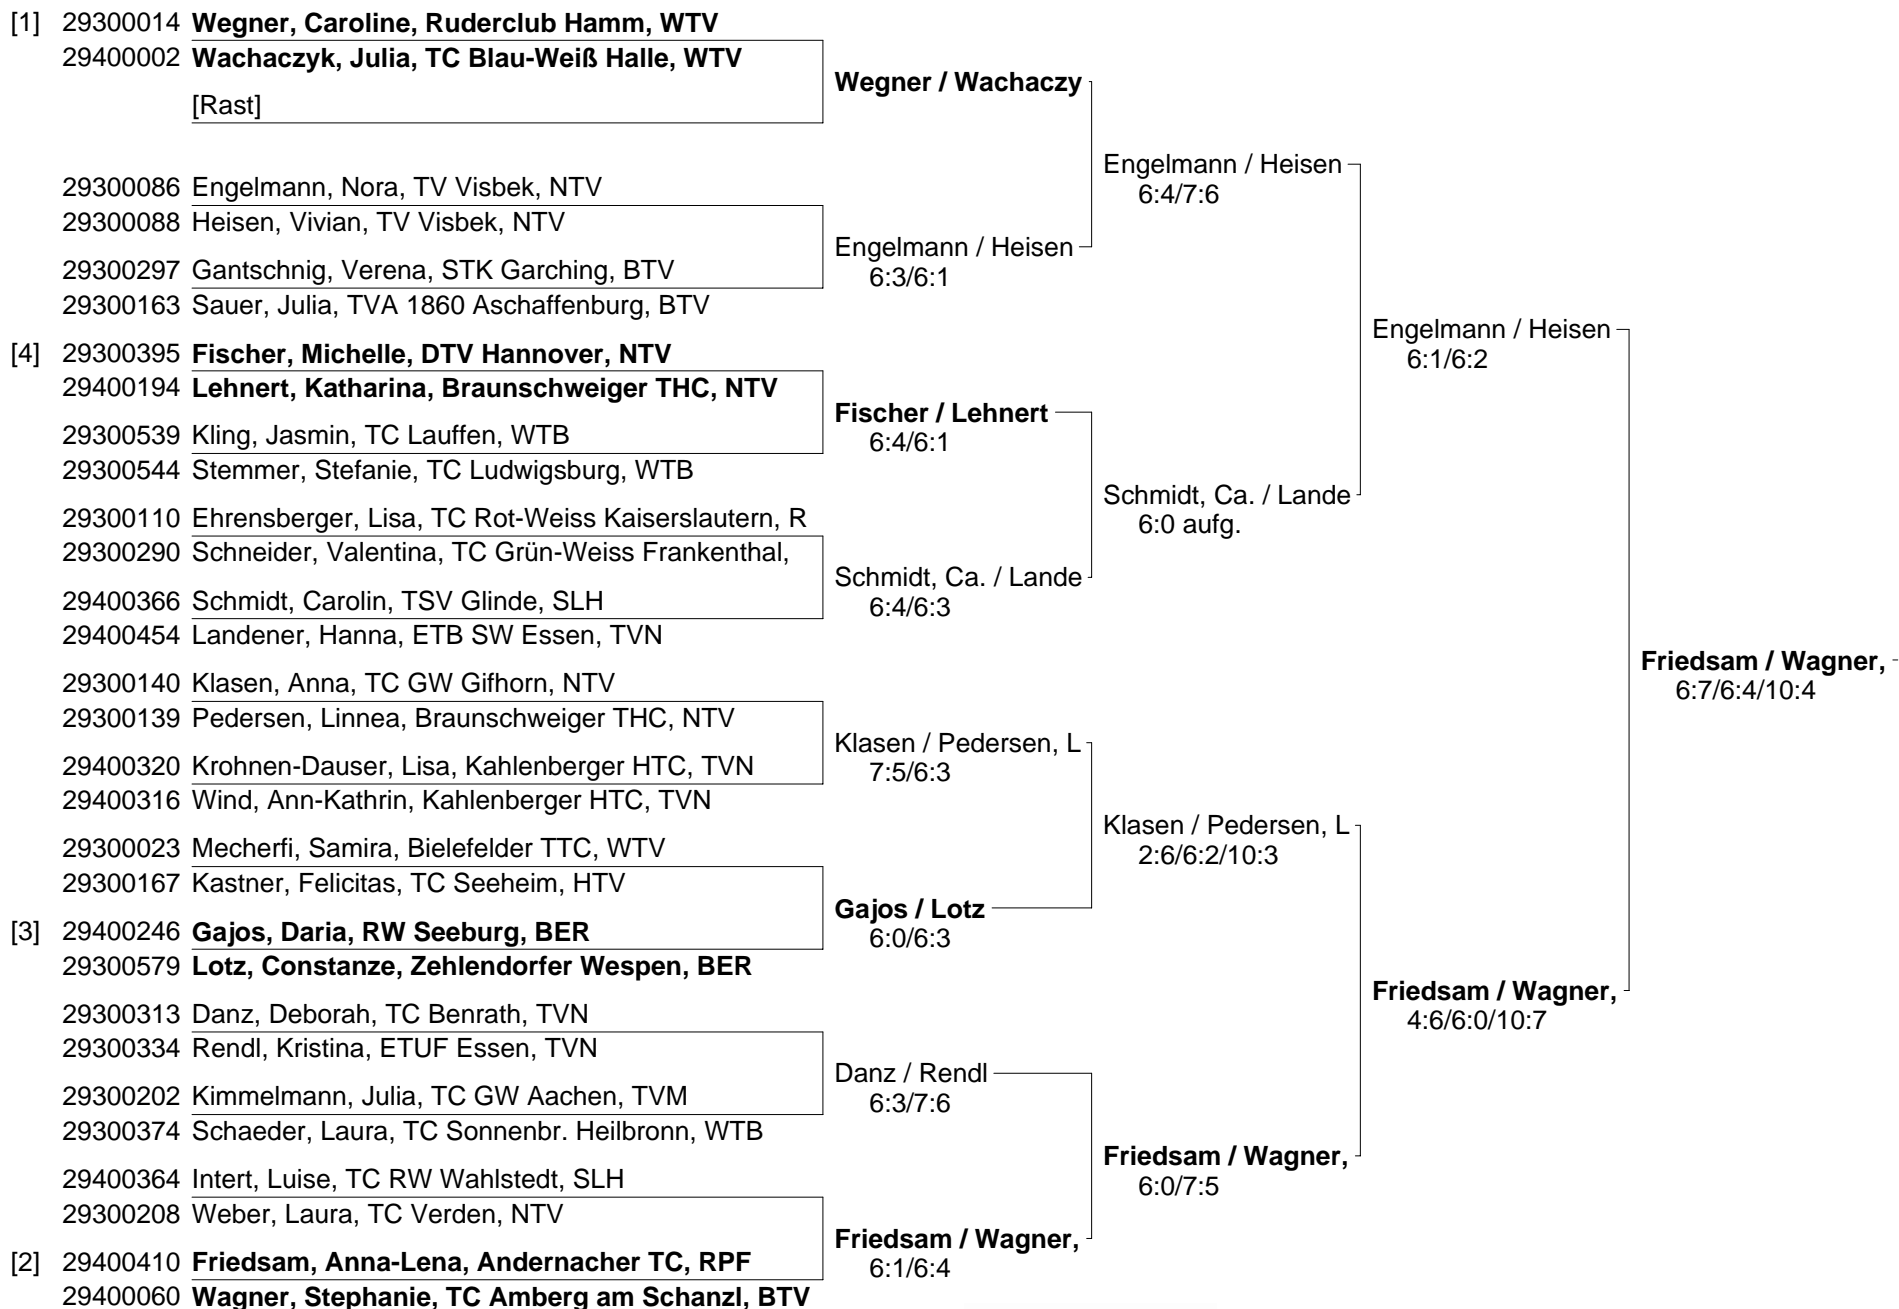 [1] 29300014 Wegner, Caroline, Ruderclub Hamm, WTV
29400002 Wachaczyk, Julia, TC Blau-Weiß Halle, WTV
Wegner / Wachaczy
[Rast]
Engelmann / Heisen
6:4/7:6
29300086 Engelmann, Nora, TV Visbek, NTV
29300088 Heisen, Vivian, TV Visbek, NTV
Engelmann / Heisen
6:3/6:1
29300297 Gantschnig, Verena, STK Garching, BTV
29300163 Sauer, Julia, TVA 1860 Aschaffenburg, BTV
Engelmann / Heisen
6:1/6:2
[4] 29300395 Fischer, Michelle, DTV Hannover, NTV
29400194 Lehnert, Katharina, Braunschweiger THC, NTV
Fischer / Lehnert
6:4/6:1
29300539 Kling, Jasmin, TC Lauffen, WTB
29300544 Stemmer, Stefanie, TC Ludwigsburg, WTB
Schmidt, Ca. / Lande
6:0 aufg.
29300110 Ehrensberger, Lisa, TC Rot-Weiss Kaiserslautern, R
29300290 Schneider, Valentina, TC Grün-Weiss Frankenthal,
Schmidt, Ca. / Lande
6:4/6:3
29400366 Schmidt, Carolin, TSV Glinde, SLH
29400454 Landener, Hanna, ETB SW Essen, TVN
Friedsam / Wagner,
6:7/6:4/10:4
29300140 Klasen, Anna, TC GW Gifhorn, NTV
29300139 Pedersen, Linnea, Braunschweiger THC, NTV
Klasen / Pedersen, L
7:5/6:3
29400320 Krohnen-Dauser, Lisa, Kahlenberger HTC, TVN
29400316 Wind, Ann-Kathrin, Kahlenberger HTC, TVN
Klasen / Pedersen, L
2:6/6:2/10:3
29300023 Mecherfi, Samira, Bielefelder TTC, WTV
29300167 Kastner, Felicitas, TC Seeheim, HTV
Gajos / Lotz
6:0/6:3
[3] 29400246 Gajos, Daria, RW Seeburg, BER
29300579 Lotz, Constanze, Zehlendorfer Wespen, BER
Friedsam / Wagner,
4:6/6:0/10:7
29300313 Danz, Deborah, TC Benrath, TVN
29300334 Rendl, Kristina, ETUF Essen, TVN
Danz / Rendl
6:3/7:6
29300202 Kimmelmann, Julia, TC GW Aachen, TVM
29300374 Schaeder, Laura, TC Sonnenbr. Heilbronn, WTB
Friedsam / Wagner,
6:0/7:5
29400364 Intert, Luise, TC RW Wahlstedt, SLH
29300208 Weber, Laura, TC Verden, NTV
Friedsam / Wagner,
6:1/6:4
[2] 29400410 Friedsam, Anna-Lena, Andernacher TC, RPF
29400060 Wagner, Stephanie, TC Amberg am Schanzl, BTV